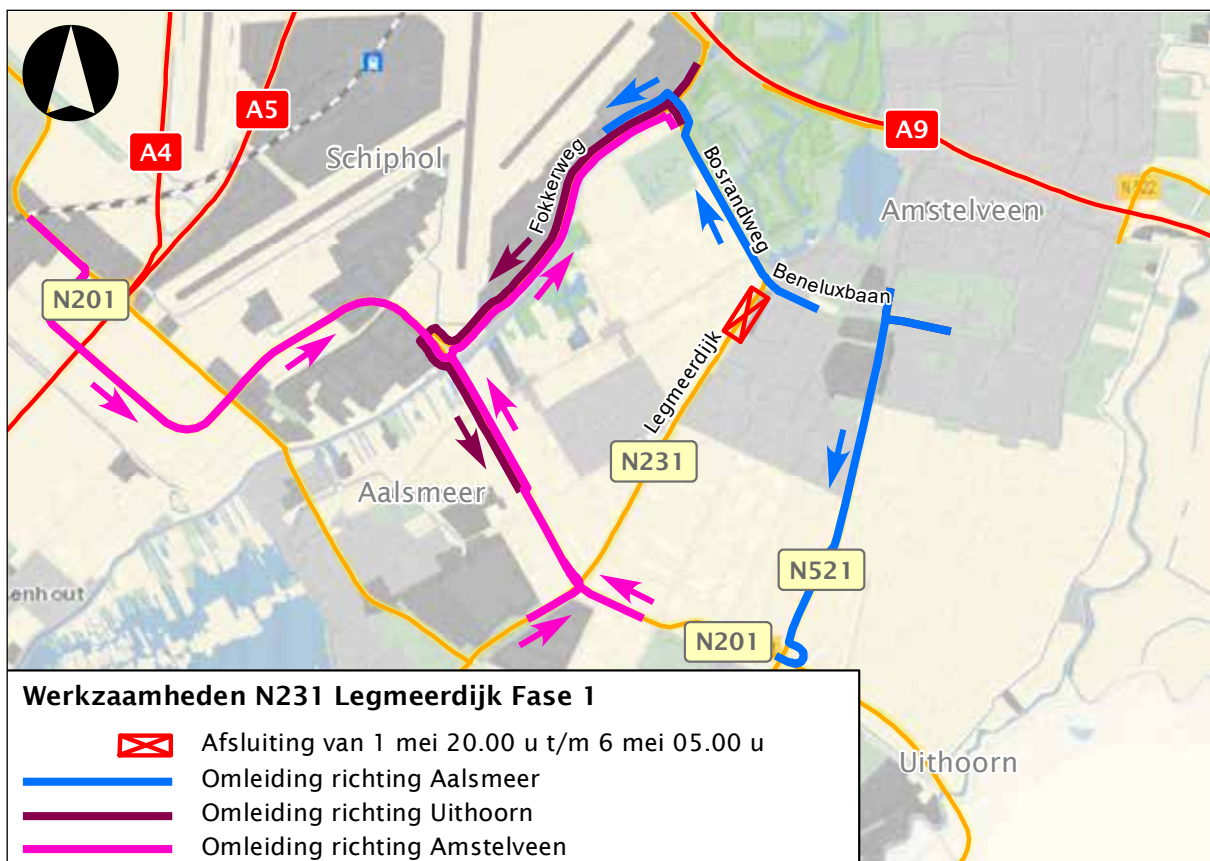 A5
A4
A9
Schiphol
Fokkerweg
Bosrandweg
N522
Amstelveen
Beneluxbaan
N201
Legmeerdijk
N231
Aalsmeer
N521
enhout
N201
Uithoorn
Werkzaamheden N231 Legmeerdijk Fase 1
Afsluiting van 1 mei 20.00 u t/m 6 mei 05.00 u
Omleiding richting Aalsmeer
Omleiding richting Uithoorn
Omleiding richting Amstelveen